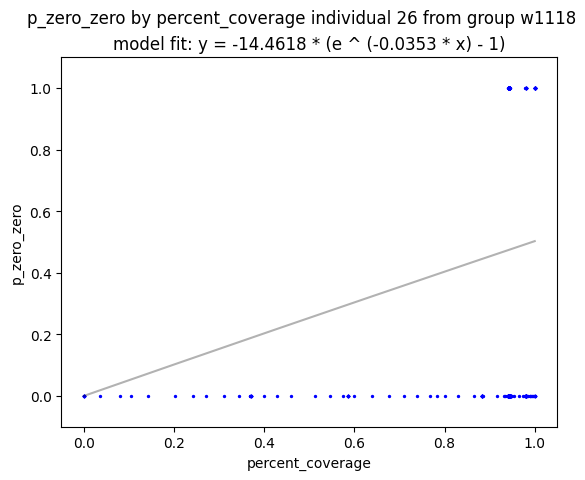 p_zero_zero by percent_coverage individual 26 from group w1118
model fit: y = -14.4618 * (e ^ (-0.0353 * x) - 1)
1.0
0.8
0.6
0.4
0.2
0.0
p_zero_zero
0.0 0.2 0.4 0.6 0.8 1.0
percent_coverage